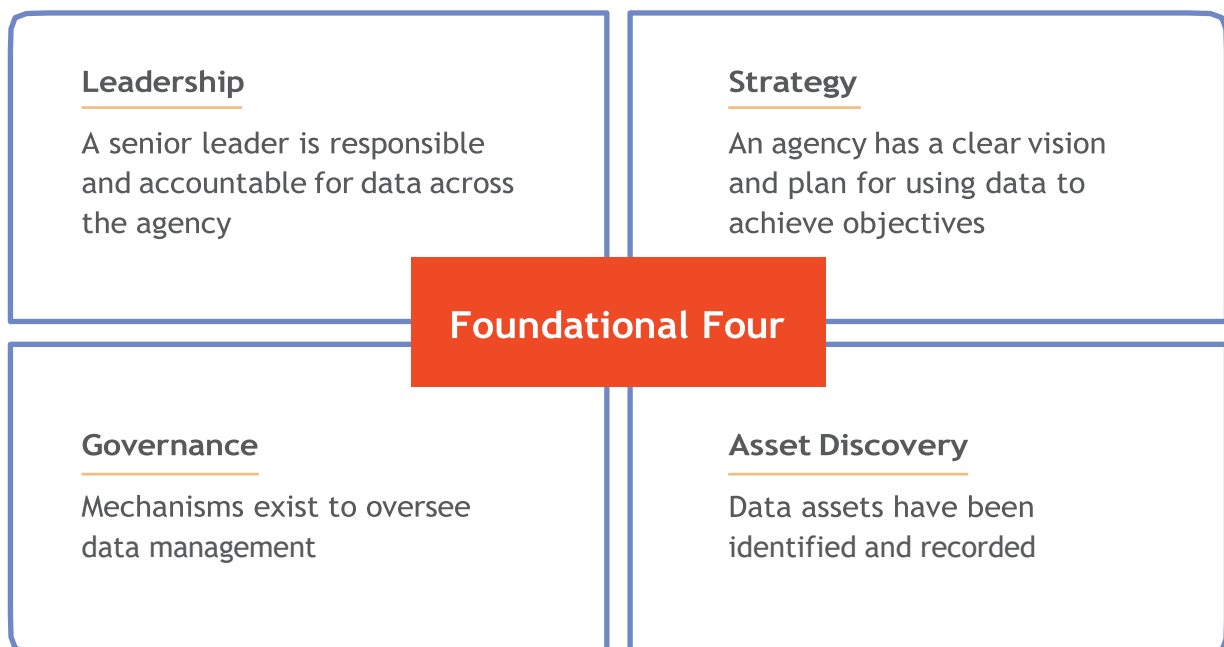 Leadership
A senior leader is responsible
and accountable for data across
the agency
Strategy
An agency has a clear vision
and plan for using data to
achieve objectives
Foundational Four
Governance
Mechanisms exist to oversee
data management
Asset Discovery
Data assets have been
identified and recorded